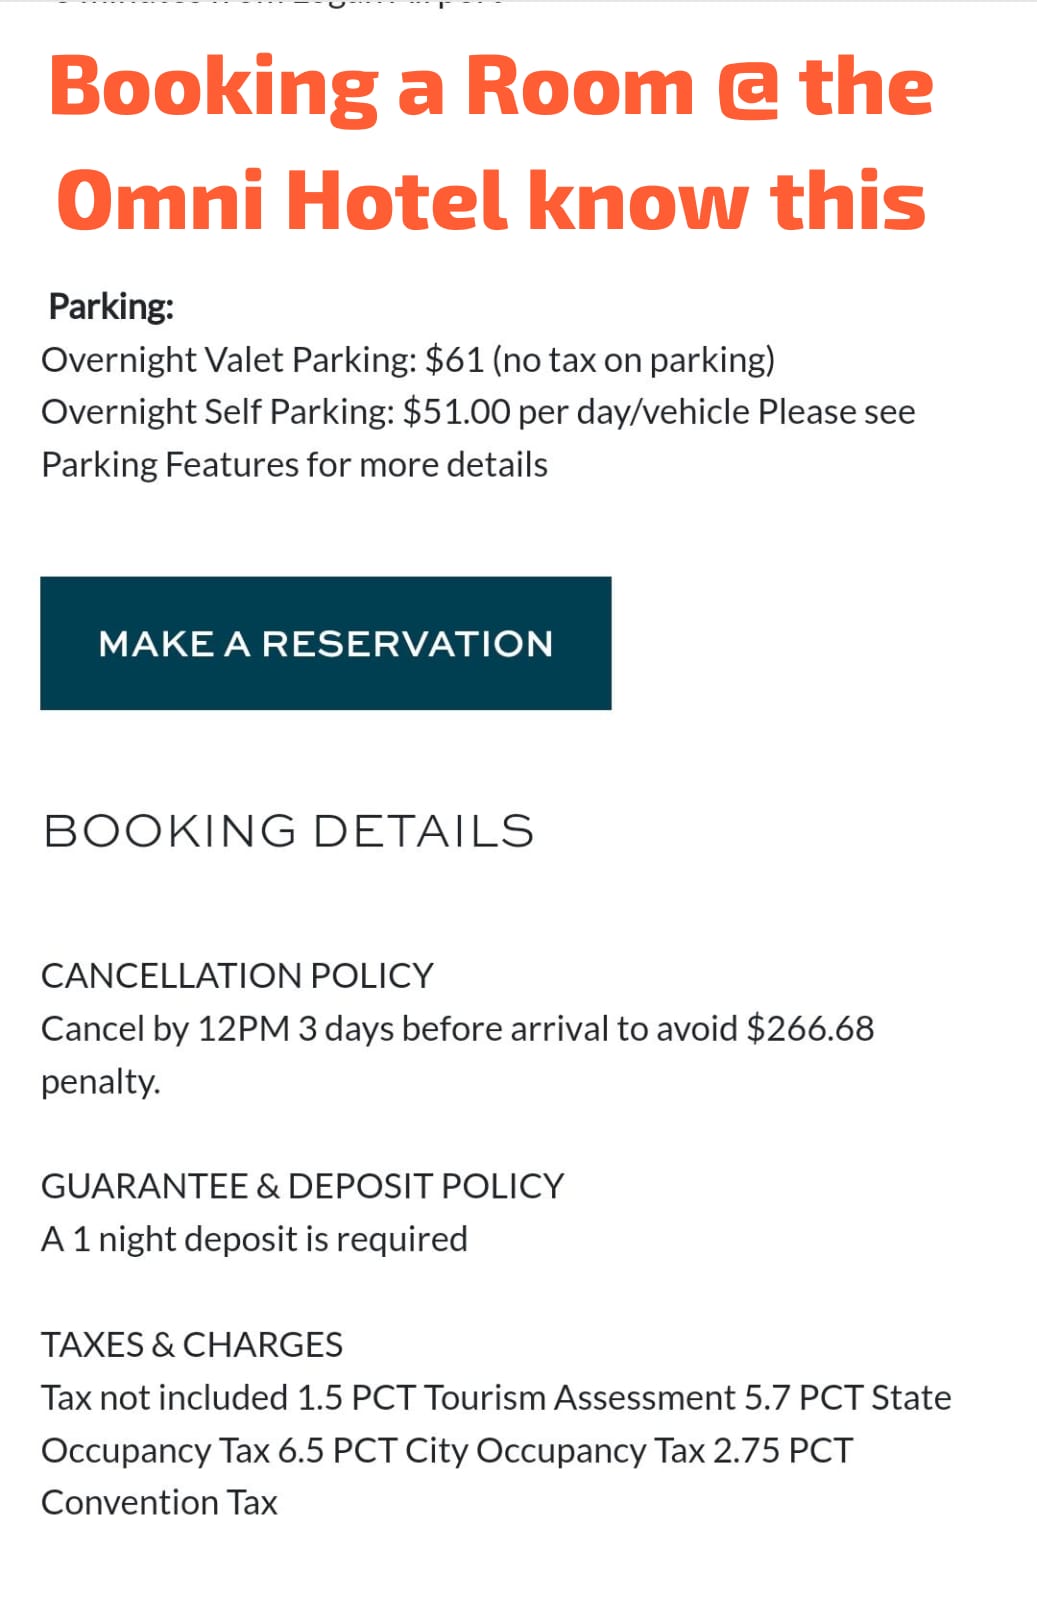 Booking a Room @ the
Omni Hotel know this
Parking:
Overnight Valet Parking: $61 (no tax on parking)
Overnight Self Parking: $51.00 per day/vehicle Please see
Parking Features for more details
MAKE A RESERVATION
BOOKING DETAILS
CANCELLATION POLICY
Cancel by 12PM 3 days before arrival to avoid $266.68
penalty.
GUARANTEE & DEPOSIT POLICY
A 1 night deposit is required
TAXES & CHARGES
Tax not included 1.5 PCT Tourism Assessment 5.7 PCT State
Occupancy Tax 6.5 PCT City Occupancy Tax 2.75 PCT
Convention Tax